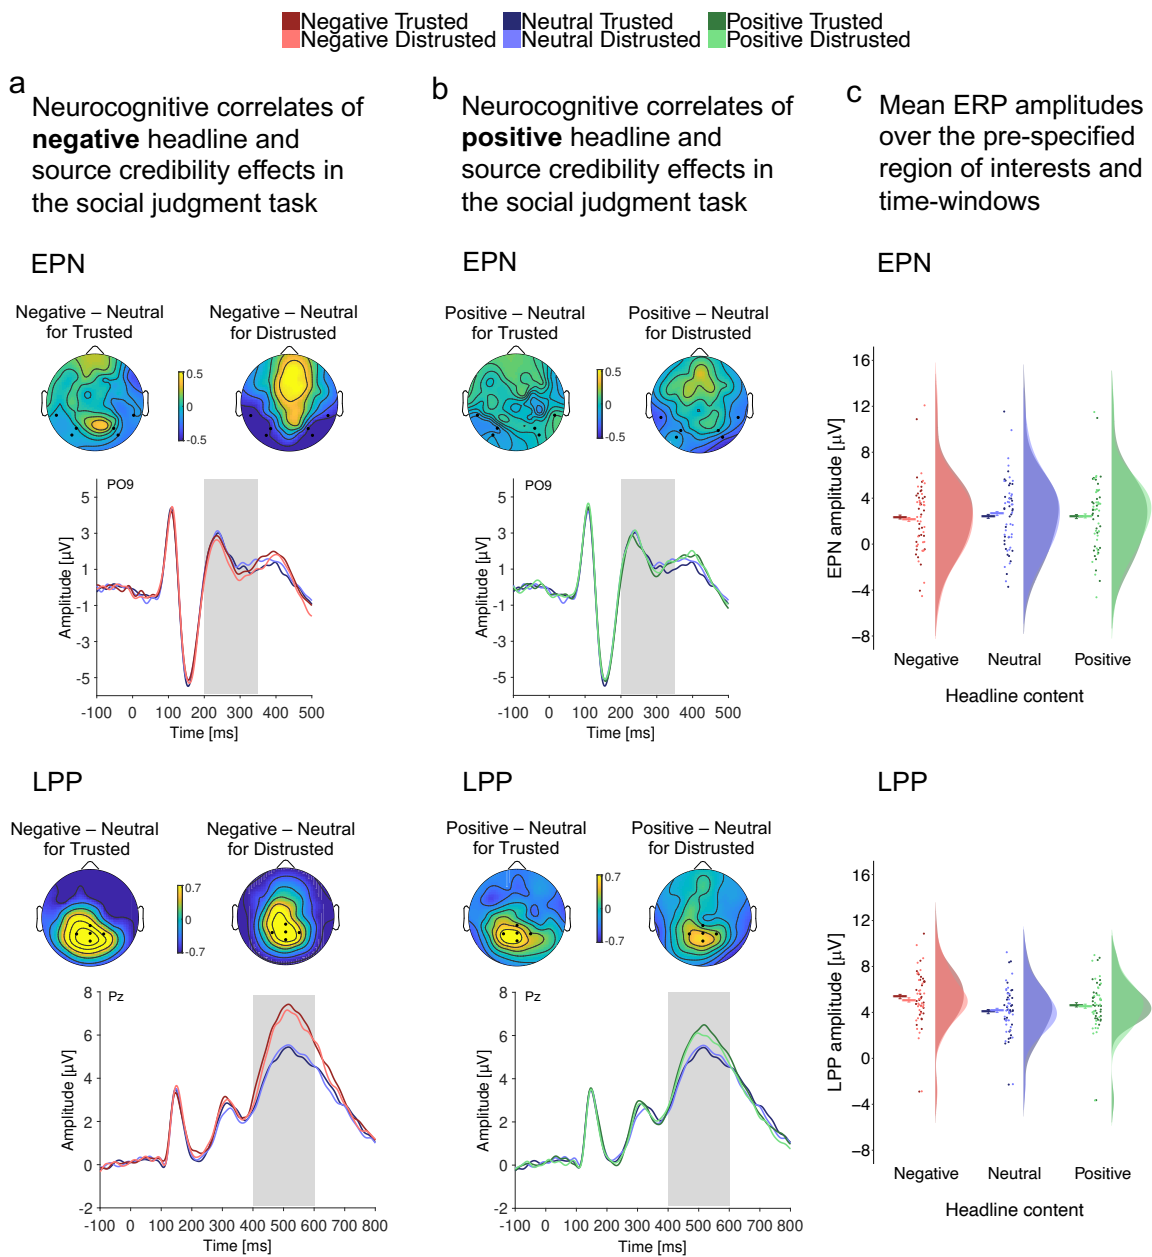 Negative Trusted
Neutral Trusted
Positive Trusted
Negative Distrusted
Neutral Distrusted
Positive Distrusted
a
Neurocognitive correlates of
negative headline and
source credibility effects in
the social judgment task
EPN
Negative – Neutral
for Trusted
Negative – Neutral
for Distrusted
0.5
0
-0.5
PO9
5
3
1
-1
-3
-5
Amplitude [µV]
-100 0 100 200 300 400 500
Time [ms]
LPP
Negative – Neutral
for Trusted
Negative – Neutral
for Distrusted
0.7
0
-0.7
Pz
8
6
4
2
0
-2
Amplitude [µV]
-100 0 100 200 300 400 500 600 700 800
Time [ms]
b
Neurocognitive correlates of
positive headline and
source credibility effects in
the social judgment task
EPN
Positive – Neutral
for Trusted
Positive – Neutral
for Distrusted
0.5
0
-0.5
PO9
5
3
1
-1
-3
-5
Amplitude [µV]
-100 0 100 200 300 400 500
Time [ms]
LPP
Positive – Neutral
for Trusted
Positive – Neutral
for Distrusted
0.7
0
-0.7
Pz
8
6
4
2
0
-2
Amplitude [µV]
-100 0 100 200 300 400 500 600 700 800
Time [ms]
c
Mean ERP amplitudes
over the pre-specified
region of interests and
time-windows
EPN
16
12
8
4
0
−4
−8
EPN amplitude [µV]
Negative Neutral Positive
Headline content
LPP
16
12
8
4
0
−4
−8
LPP amplitude [µV]
Negative Neutral Positive
Headline content